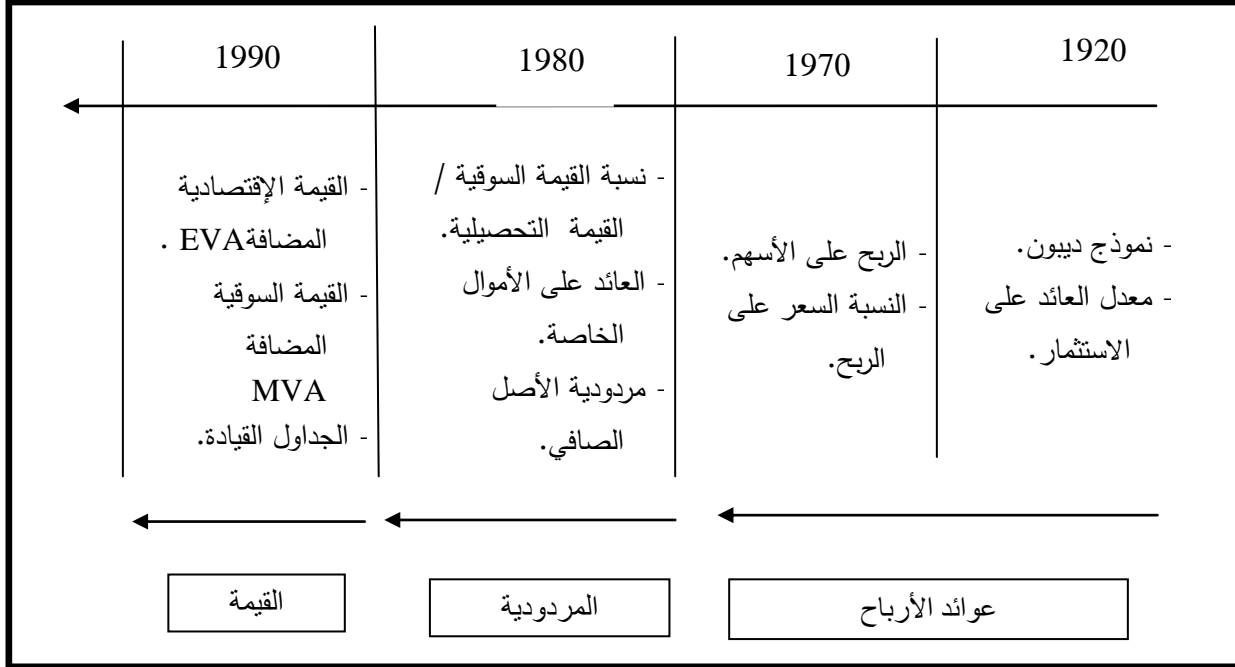 1920
1970
1980
1990
- نموذج ديبون.
- معدل العائد على
الاستثمار.
- الربح على الأسهم.
- النسبة السعر على
الربح.
- نسبة القيمة السوقية /
القيمة التحصيلية.
- العائد على الأموال
الخاصة.
- مردودية الأصل
الصافي.
- القيمة الإقتصادية
المضافةEVA .
- القيمة السوقية
المضافة
MVA
- الجداول القيادة.
عوائد الأرباح
المردودية
القيمة